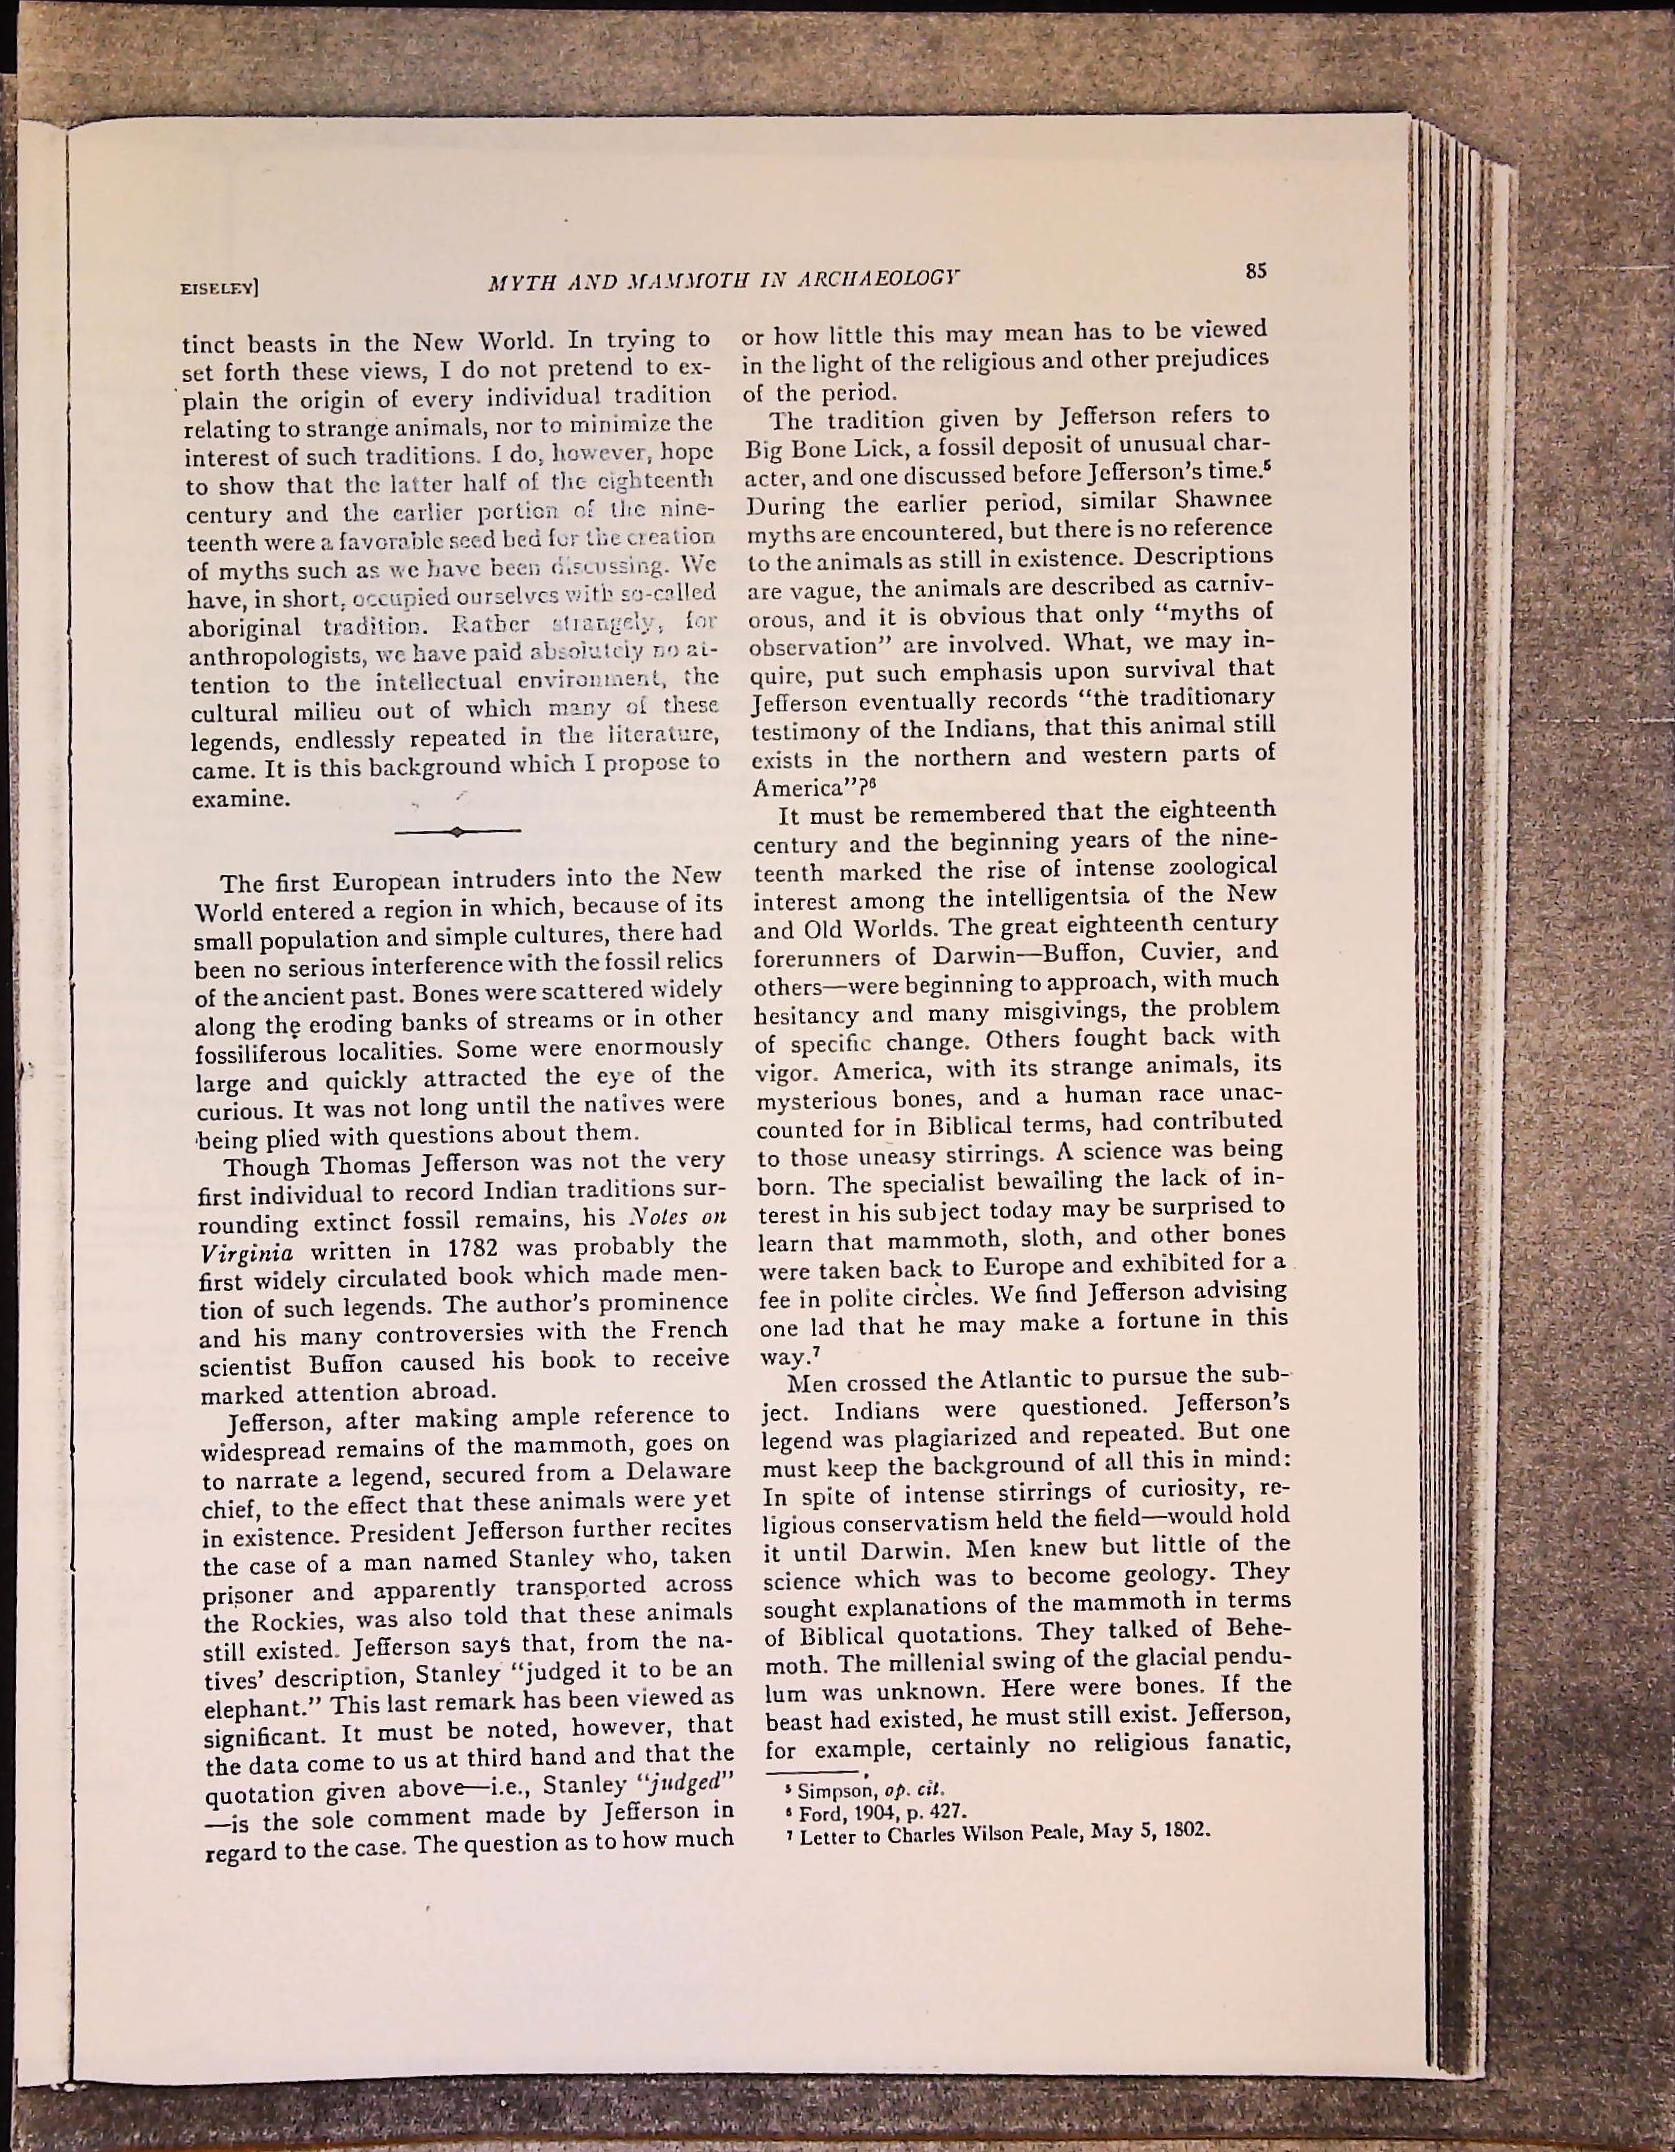 EISELEY]
MYTH AND MAMMOTH IN ARCHAEOLOGY
85
tinct beasts in the New World. In trying to
set forth these views, I do not pretend to ex-
plain the origin of every individual tradition
relating to strange animals, nor to minimize the
interest of such traditions. I do, however, hope
to show that the latter half of the eighteenth
century and the earlier portion of the nine-
teenth were a favorable seed bed for the creation
of myths such as we have been discussing. We
have, in short, occupied ourselves with so-called
aboriginal tradition. Rather strangely, for
anthropologists, we have paid absolutely no at-
tention to the intellectual environment, the
cultural milieu out of which many of these
legends, endlessly repeated in the literature,
came. It is this background which I propose to
examine.
The first European intruders into the New
World entered a region in which, because of its
small population and simple cultures, there had
been no serious interference with the fossil relics
of the ancient past. Bones were scattered widely
along the eroding banks of streams or in other
fossiliferous localities. Some were enormously
large and quickly attracted the eye of the
curious. It was not long until the natives were
being plied with questions about them.
Though Thomas Jefferson was not the very
first individual to record Indian traditions sur-
rounding extinct fossil remains, his Notes on
Virginia written in 1782 was probably the
first widely circulated book which made men-
tion of such legends. The author's prominence
and his many controversies with the French
scientist Buffon caused his book to receive
marked attention abroad.
Jefferson, after making ample reference to
widespread remains of the mammoth, goes on
to narrate a legend, secured from a Delaware
chief, to the effect that these animals were yet
in existence. President Jefferson further recites
the case of a man named Stanley who, taken
prisoner and apparently transported across
the Rockies, was also told that these animals
still existed. Jefferson says that, from the na-
tives' description, Stanley "judged it to be an
elephant." This last remark has been viewed as
significant. It must be noted, however, that
the data come to us at third hand and that the
quotation given above—i.e., Stanley "judged"
—is the sole comment made by Jefferson in
regard to the case. The question as to how much
or how little this may mean has to be viewed
in the light of the religious and other prejudices
of the period.
The tradition given by Jefferson refers to
Big Bone Lick, a fossil deposit of unusual char-
acter, and one discussed before Jefferson's time.⁵
During the earlier period, similar Shawnee
myths are encountered, but there is no reference
to the animals as still in existence. Descriptions
are vague, the animals are described as carniv-
orous, and it is obvious that only "myths of
observation" are involved. What, we may in-
quire, put such emphasis upon survival that
Jefferson eventually records "the traditionary
testimony of the Indians, that this animal still
exists in the northern and western parts of
America"?⁶
It must be remembered that the eighteenth
century and the beginning years of the nine-
teenth marked the rise of intense zoological
interest among the intelligentsia of the New
and Old Worlds. The great eighteenth century
forerunners of Darwin—Buffon, Cuvier, and
others—were beginning to approach, with much
hesitancy and many misgivings, the problem
of specific change. Others fought back with
vigor. America, with its strange animals, its
mysterious bones, and a human race unac-
counted for in Biblical terms, had contributed
to those uneasy stirrings. A science was being
born. The specialist bewailing the lack of in-
terest in his subject today may be surprised to
learn that mammoth, sloth, and other bones
were taken back to Europe and exhibited for a
fee in polite circles. We find Jefferson advising
one lad that he may make a fortune in this
way.⁷
Men crossed the Atlantic to pursue the sub-
ject. Indians were questioned. Jefferson's
legend was plagiarized and repeated. But one
must keep the background of all this in mind:
In spite of intense stirrings of curiosity, re-
ligious conservatism held the field—would hold
it until Darwin. Men knew but little of the
science which was to become geology. They
sought explanations of the mammoth in terms
of Biblical quotations. They talked of Behe-
moth. The millenial swing of the glacial pendu-
lum was unknown. Here were bones. If the
beast had existed, he must still exist. Jefferson,
for example, certainly no religious fanatic,
⁵ Simpson, op. cit.
⁶ Ford, 1904, p. 427.
⁷ Letter to Charles Wilson Peale, May 5, 1802.